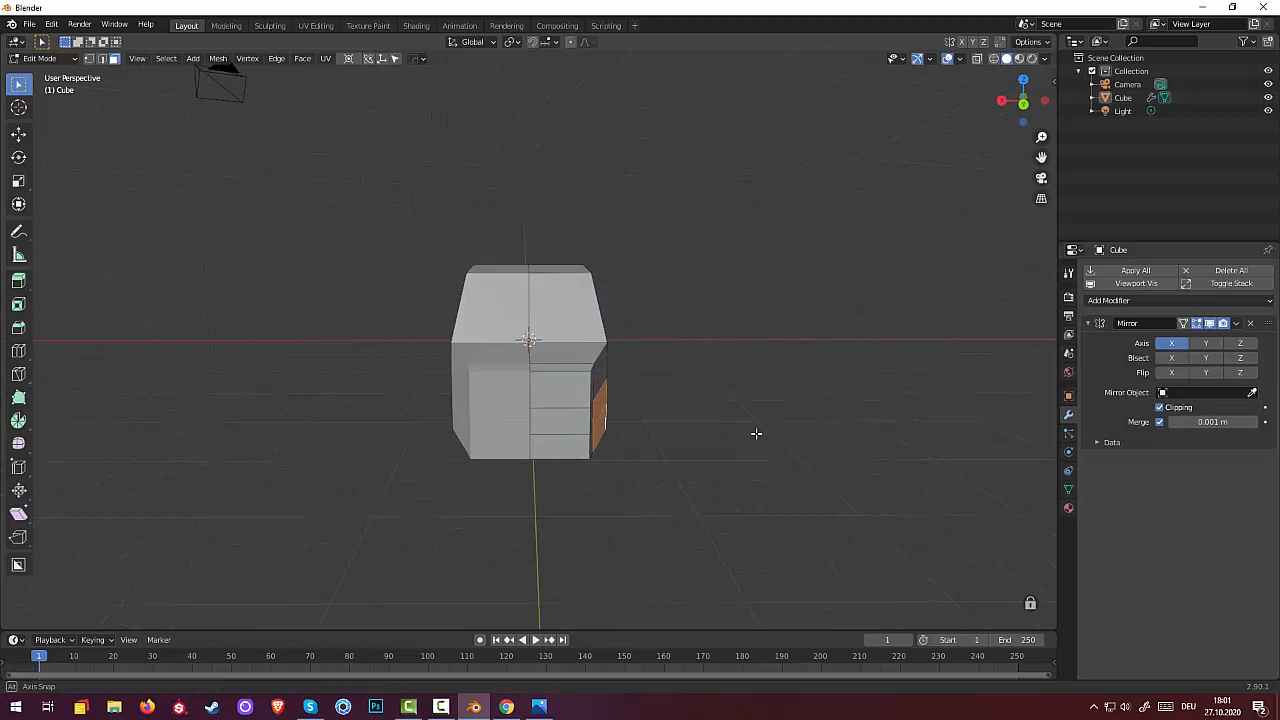 Blender
File Edit Render Window Help
Layout Modeling Sculpting UV Editing Texture Paint Shading Animation Rendering Compositing Scripting +
Scene
View Layer
Global
X Y Z
Options
Edit Mode
View Select Add Mesh Vertex Edge Face UV
User Perspective
(1) Cube
Z
X
Y
Scene Collection
Collection
Camera
Cube
Light
Cube
Apply All
Delete All
Viewport Vis
Toggle Stack
Add Modifier
Mirror
Axis X Y Z
Bisect X Y Z
Flip X Y Z
Mirror Object
Clipping
Merge 0.001 m
Data
Playback Keying View Marker
1
Start 1
End 250
1 10 20 30 40 50 60 70 80 90 100 110 120 130 140 150 160 170 180 190 200 210 220 230 240 250
Axis Snap
2.90.1
DEU
18:01
27.10.2020